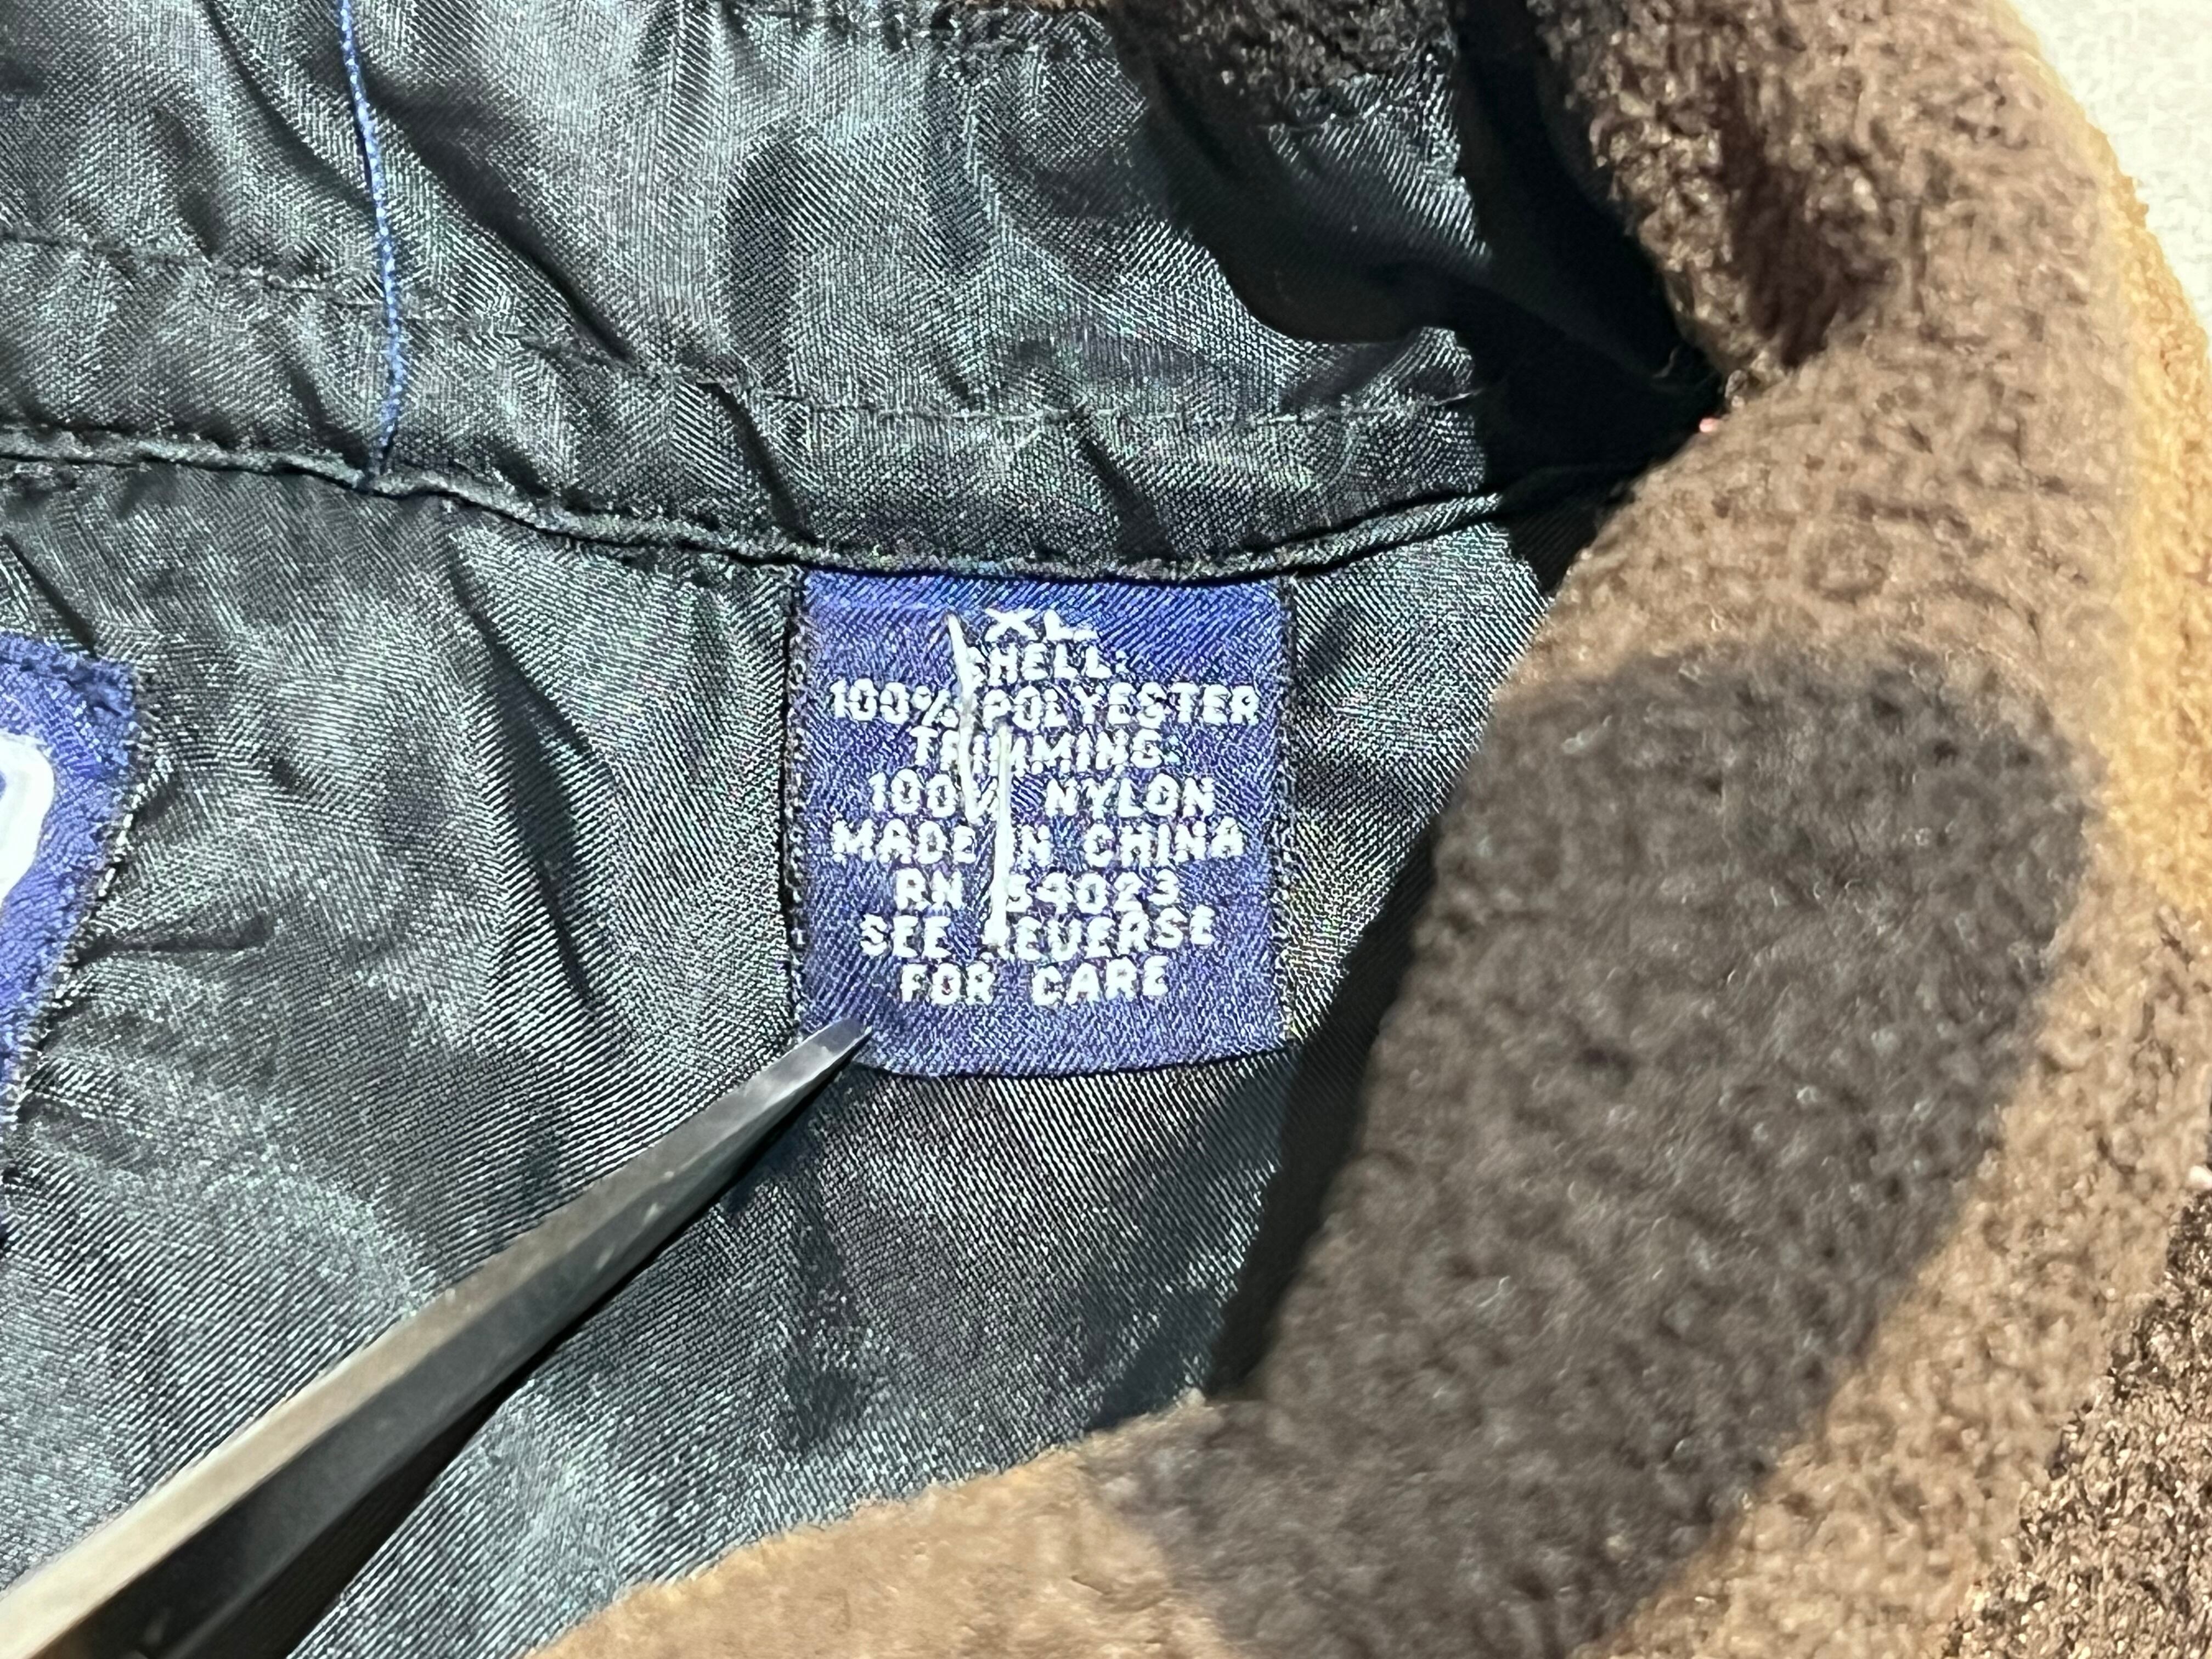 XL
SHELL:
100% POLYESTER
TRIMMING:
100% NYLON
MADE IN CHINA
RN 54023
SEE REVERSE
FOR CARE